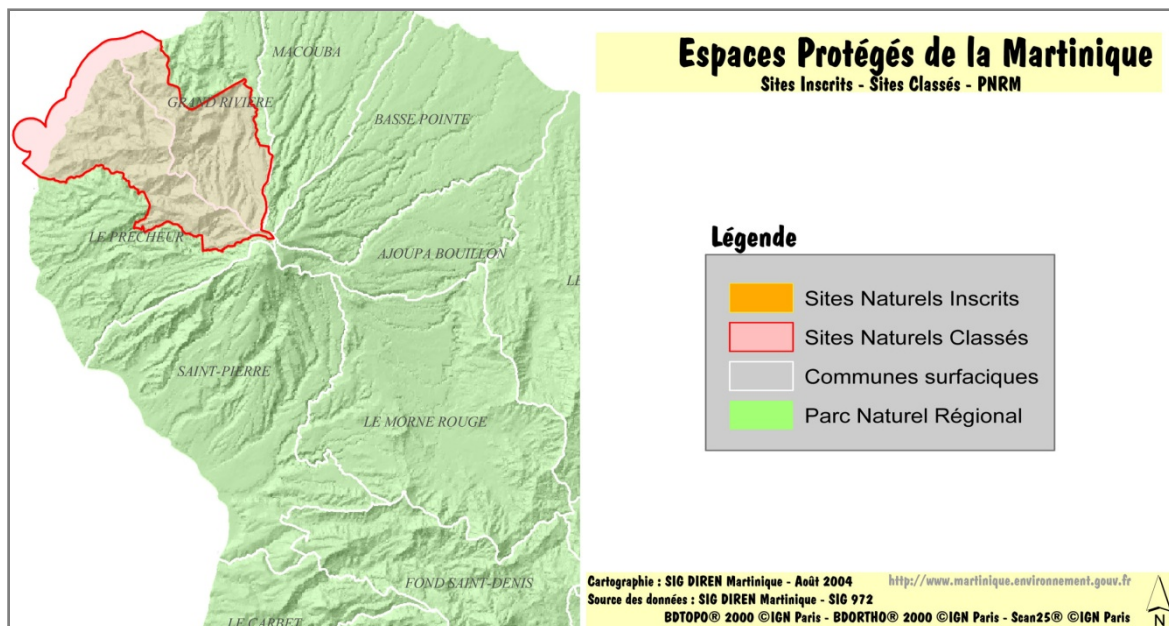 MACOUBA
GRAND RIVIÈRE
BASSE POINTE
LE PRÊCHEUR
AJOUPA BOUILLON
SAINT-PIERRE
LE MORNE ROUGE
FOND SAINT-DENIS
LE CARBET
Espaces Protégés de la Martinique
Sites Inscrits - Sites Classés - PNRM
Légende
Sites Naturels Inscrits
Sites Naturels Classés
Communes surfaciques
Parc Naturel Régional
Cartographie : SIG DIREN Martinique - Août 2004 http://www.martinique.environnement.gouv.fr
Source des données : SIG DIREN Martinique - SIG 972
BDTOPO® 2000 ©IGN Paris - BDORTHO® 2000 ©IGN Paris - Scan25® ©IGN Paris
N